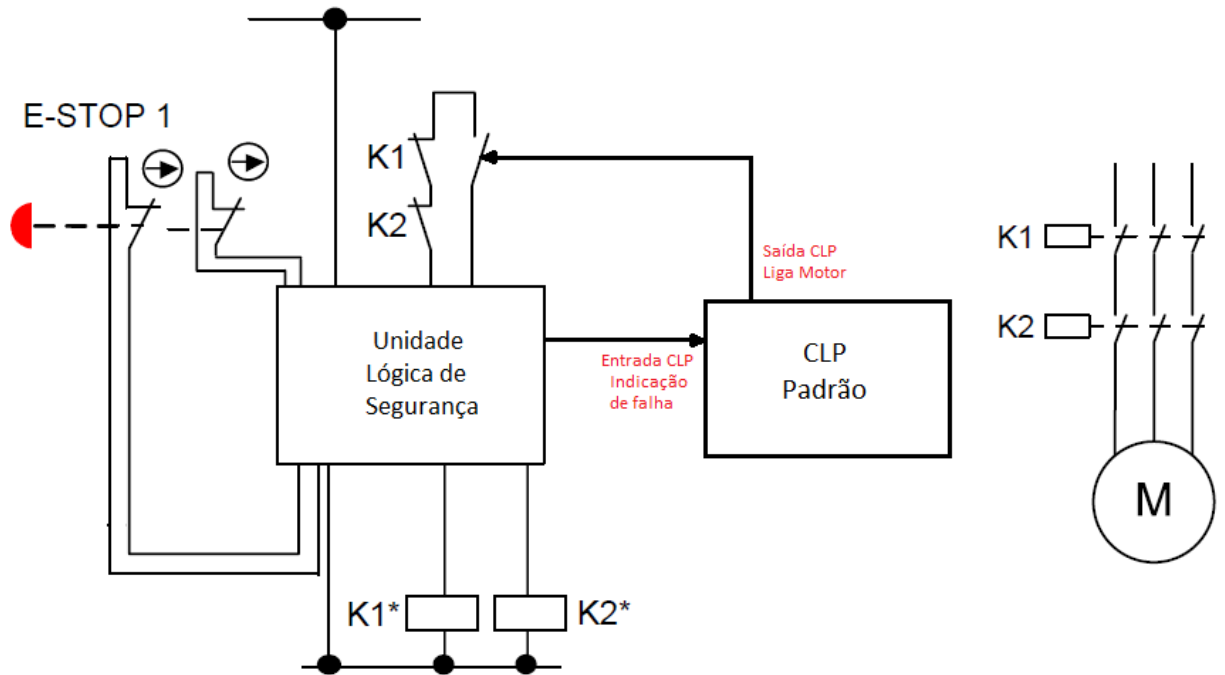 E-STOP 1
K1
K2
Saída CLP
Liga Motor
Unidade
Lógica de
Segurança
Entrada CLP
Indicação
de falha
CLP
Padrão
K1
K2
M
K1*
K2*